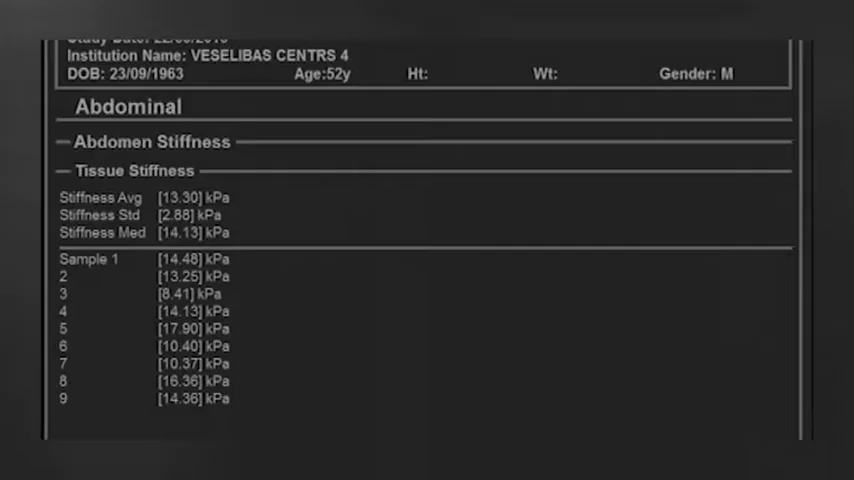 Institution Name: VESELIBAS CENTRS 4
DOB: 23/09/1963 Age:52y Ht: Wt: Gender: M
Abdominal
Abdomen Stiffness
Tissue Stiffness
Stiffness Avg [13.30] kPa
Stiffness Std [2.88] kPa
Stiffness Med [14.13] kPa
Sample 1 [14.48] kPa
2 [13.25] kPa
3 [8.41] kPa
4 [14.13] kPa
5 [17.90] kPa
6 [10.40] kPa
7 [10.37] kPa
8 [16.36] kPa
9 [14.36] kPa